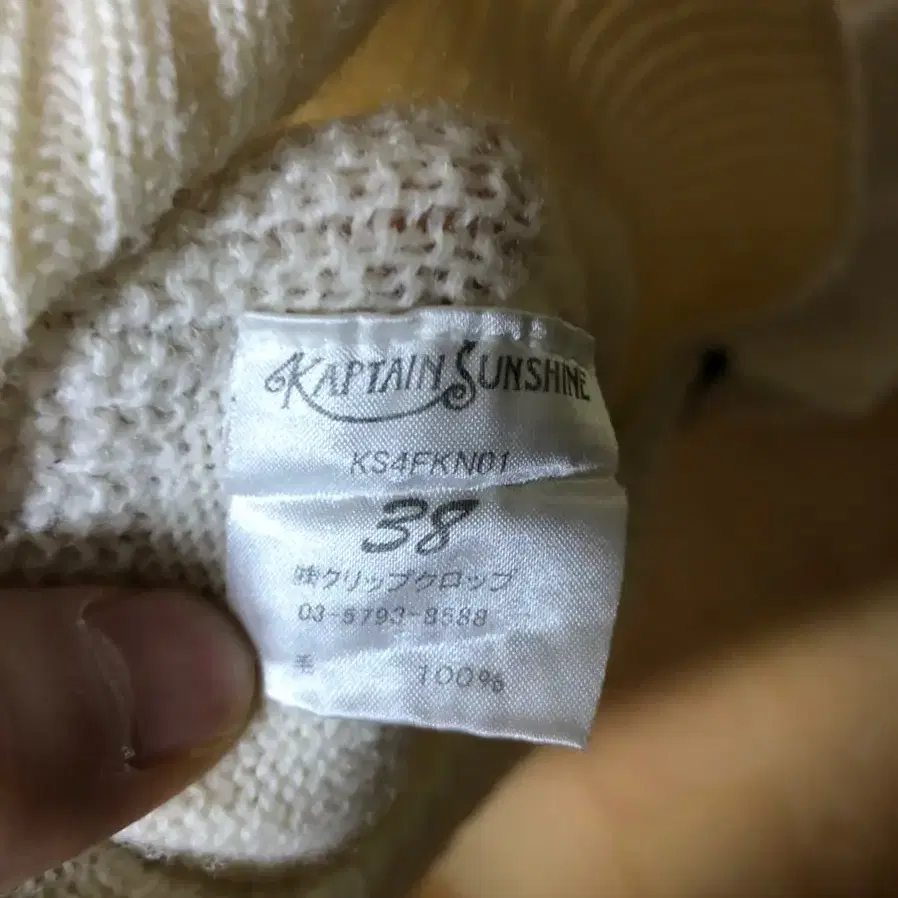 KAPTAIN SUNSHINE
KS4FKN01
38
㈱クリップクロップ
03-5793-8588
毛 100%